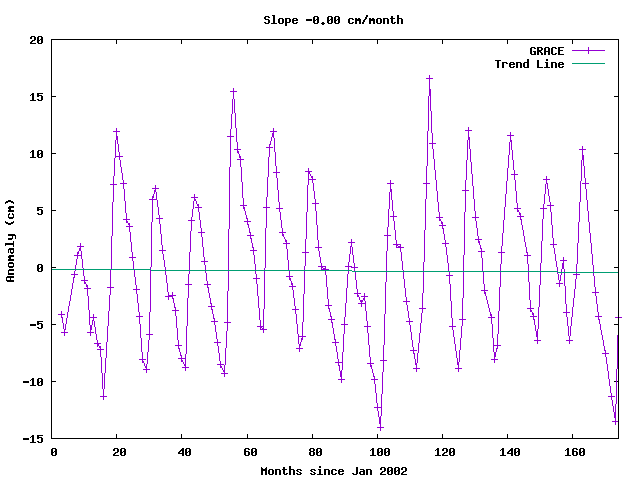 Slope -0.00 cm/month
GRACE
Trend Line
20
15
10
5
0
-5
-10
-15
Anomaly (cm)
0 20 40 60 80 100 120 140 160
Months since Jan 2002